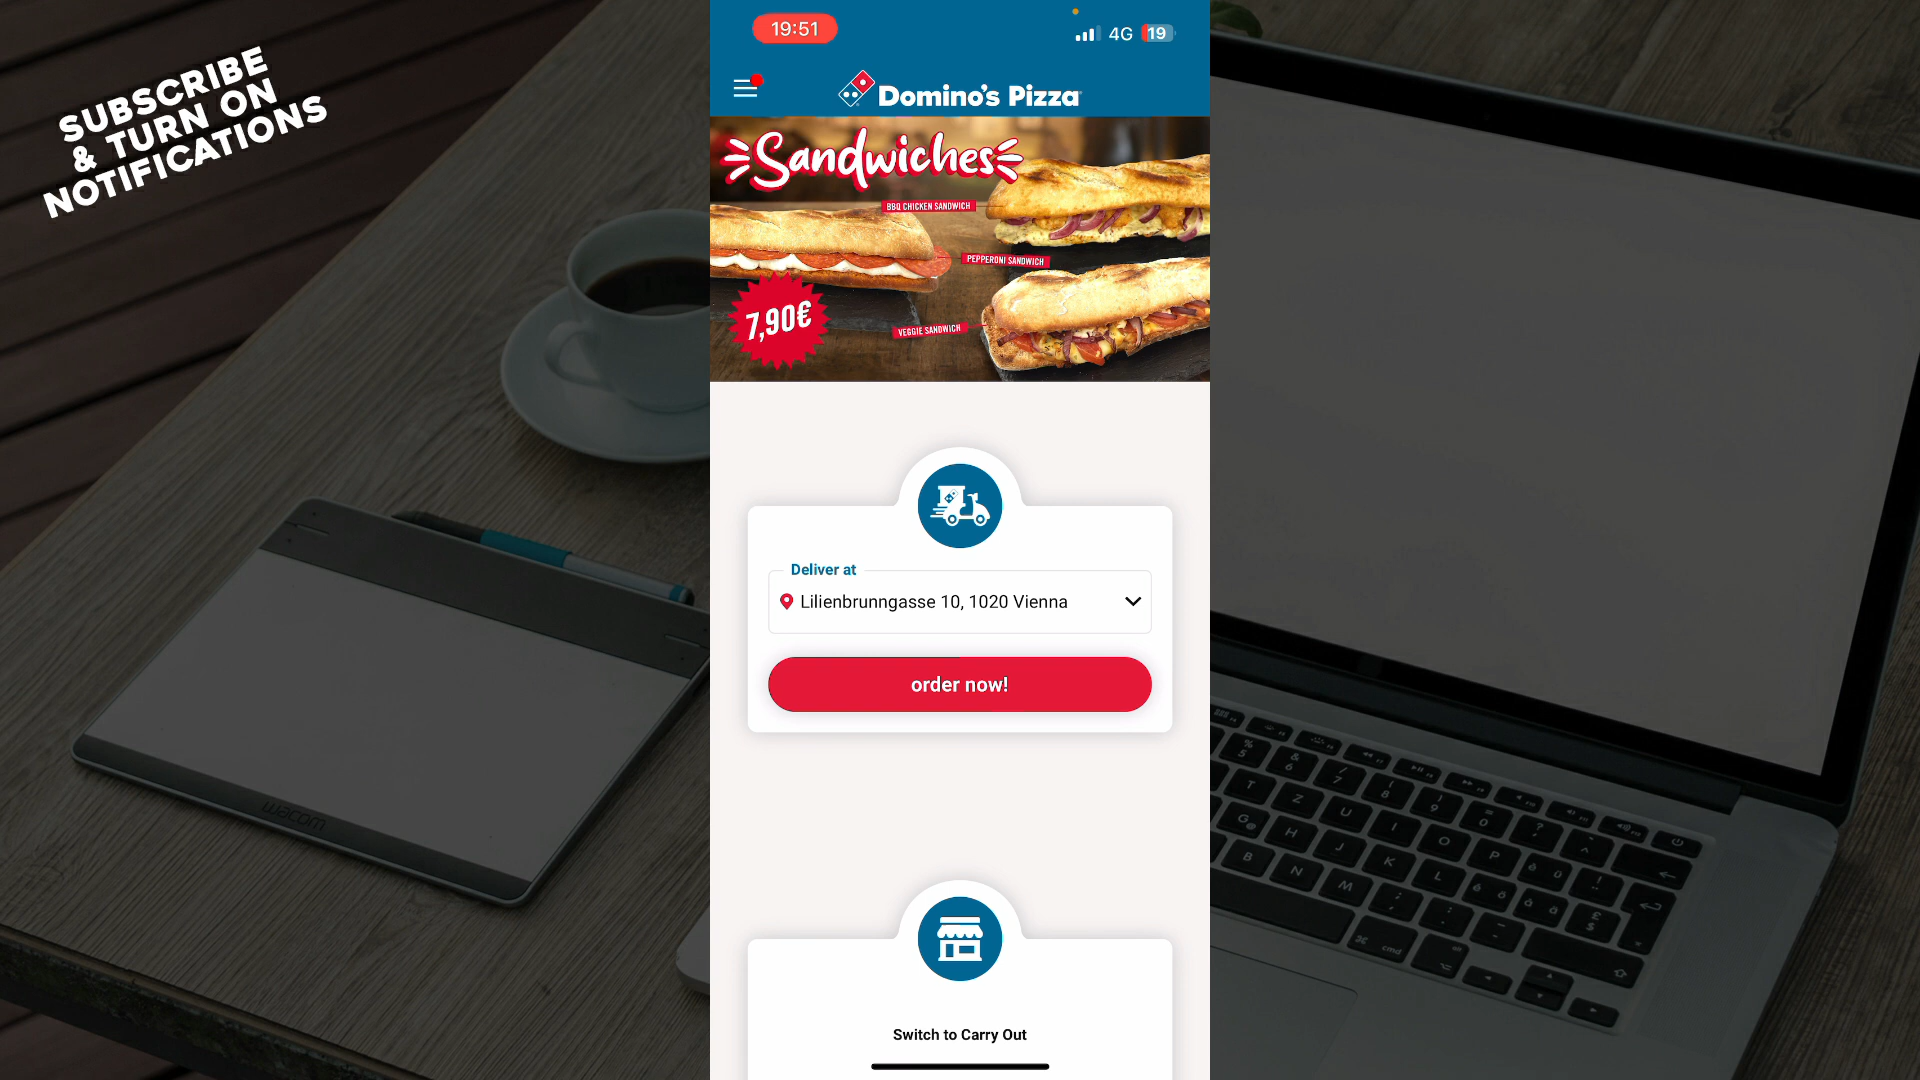 SUBSCRIBE
& TURN ON
NOTIFICATIONS
19:51
4G 19
Domino's Pizza
Sandwiches
BBQ CHICKEN SANDWICH
PEPPERONI SANDWICH
7,90€
VEGGIE SANDWICH
Deliver at
Lilienbrunngasse 10, 1020 Vienna
order now!
Switch to Carry Out
wacom